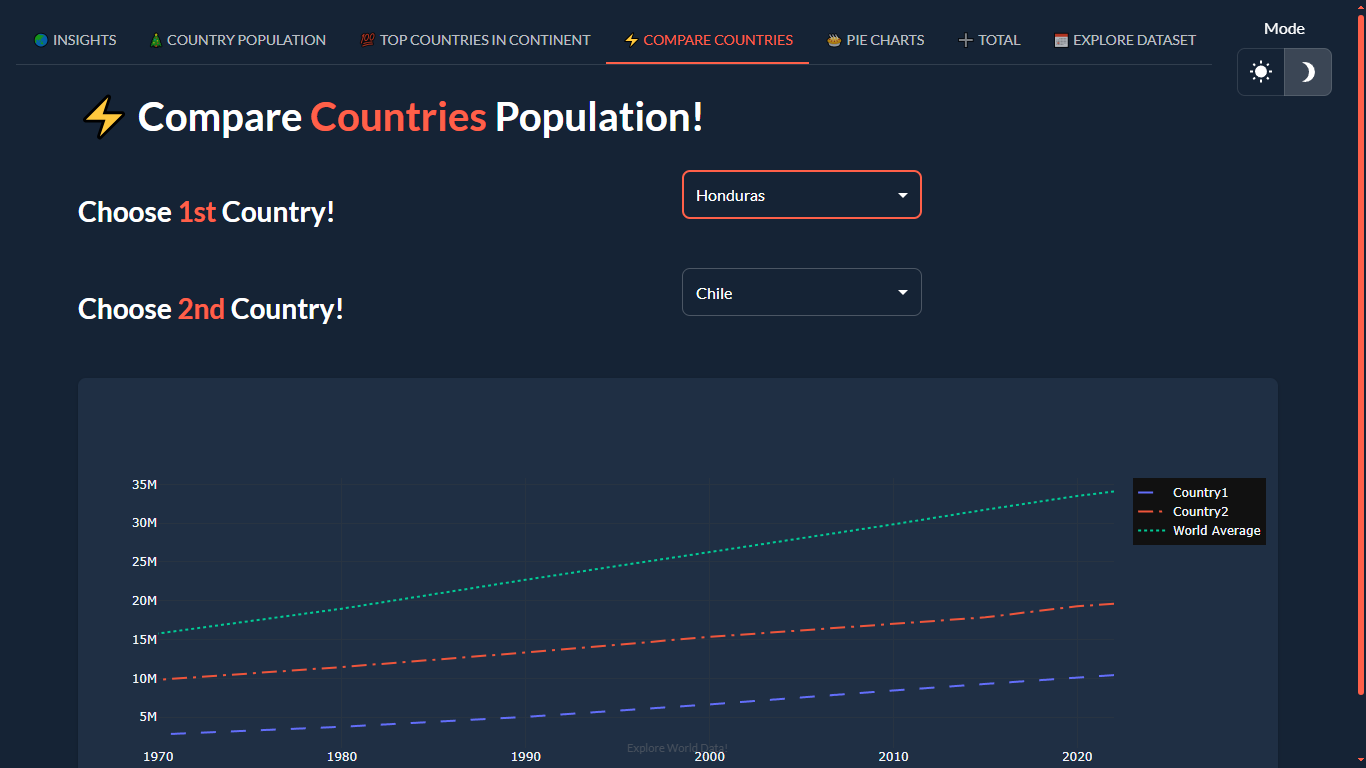 INSIGHTS COUNTRY POPULATION TOP COUNTRIES IN CONTINENT COMPARE COUNTRIES PIE CHARTS TOTAL EXPLORE DATASET
Mode
Compare Countries Population!
Choose 1st Country!
Honduras
Choose 2nd Country!
Chile
35M
30M
25M
20M
15M
10M
5M
1970 1980 1990 2000 2010 2020
Country1
Country2
World Average
Explore World Data!